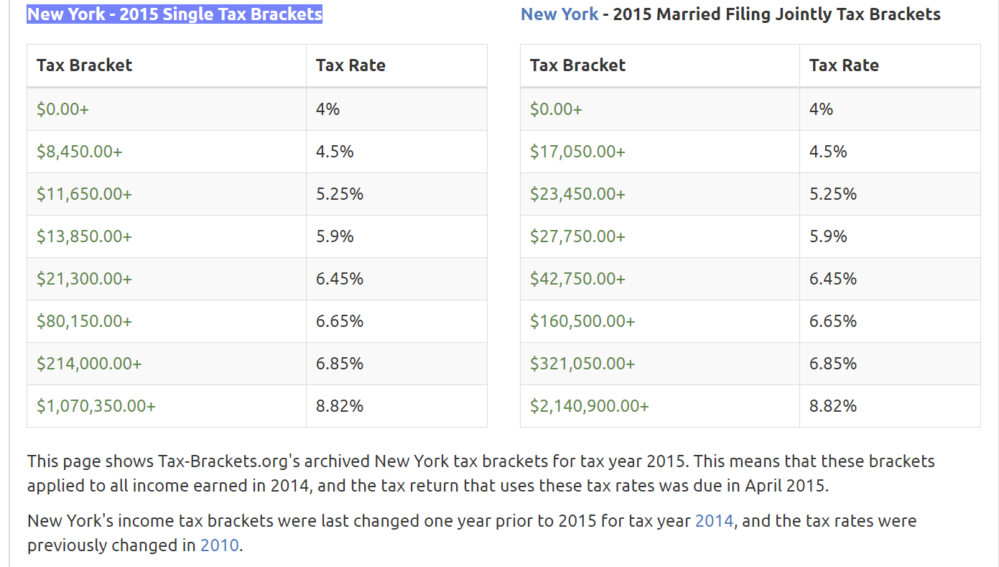 New York - 2015 Single Tax Brackets
Tax Bracket Tax Rate
$0.00+ 4%
$8,450.00+ 4.5%
$11,650.00+ 5.25%
$13,850.00+ 5.9%
$21,300.00+ 6.45%
$80,150.00+ 6.65%
$214,000.00+ 6.85%
$1,070,350.00+ 8.82%
New York - 2015 Married Filing Jointly Tax Brackets
Tax Bracket Tax Rate
$0.00+ 4%
$17,050.00+ 4.5%
$23,450.00+ 5.25%
$27,750.00+ 5.9%
$42,750.00+ 6.45%
$160,500.00+ 6.65%
$321,050.00+ 6.85%
$2,140,900.00+ 8.82%
This page shows Tax-Brackets.org's archived New York tax brackets for tax year 2015. This means that these brackets
applied to all income earned in 2014, and the tax return that uses these tax rates was due in April 2015.
New York's income tax brackets were last changed one year prior to 2015 for tax year 2014, and the tax rates were
previously changed in 2010.